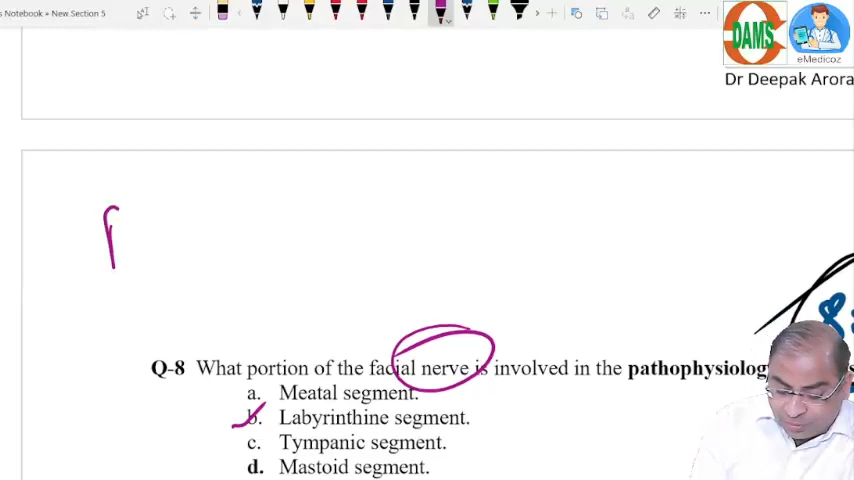 s Notebook » New Section 5
DAMS
eMedicoz
Dr Deepak Arora
Q-8 What portion of the facial nerve is involved in the pathophysiolog
a. Meatal segment.
b. Labyrinthine segment.
c. Tympanic segment.
d. Mastoid segment.